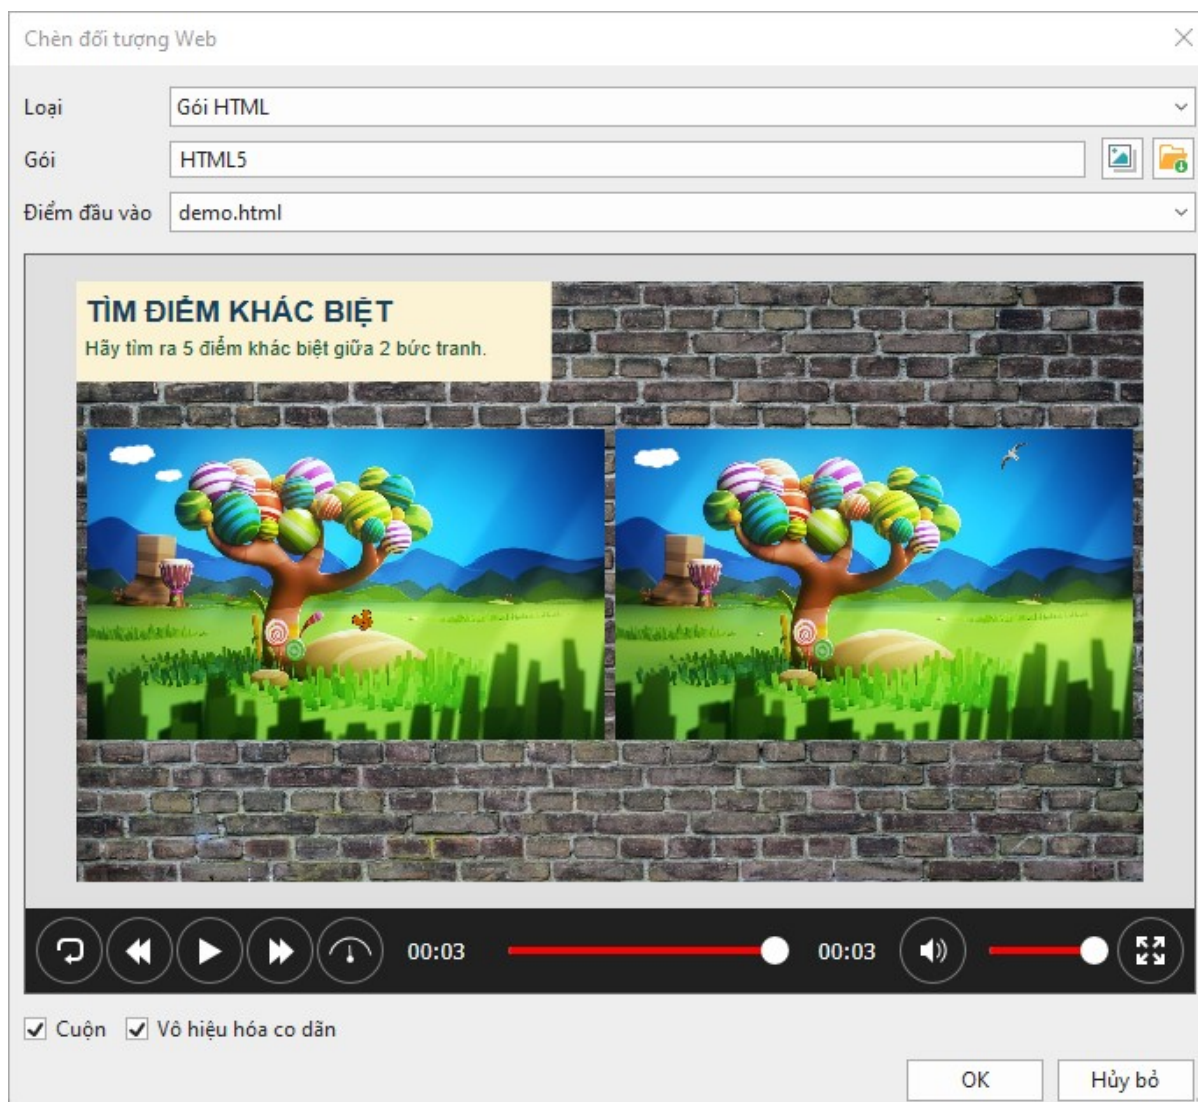 Chèn đối tượng Web
Loại Gói HTML
Gói HTML5
Điểm đầu vào demo.html
TÌM ĐIỂM KHÁC BIỆT
Hãy tìm ra 5 điểm khác biệt giữa 2 bức tranh.
00:03 00:03
Cuộn Vô hiệu hóa co dãn
OK Hủy bỏ